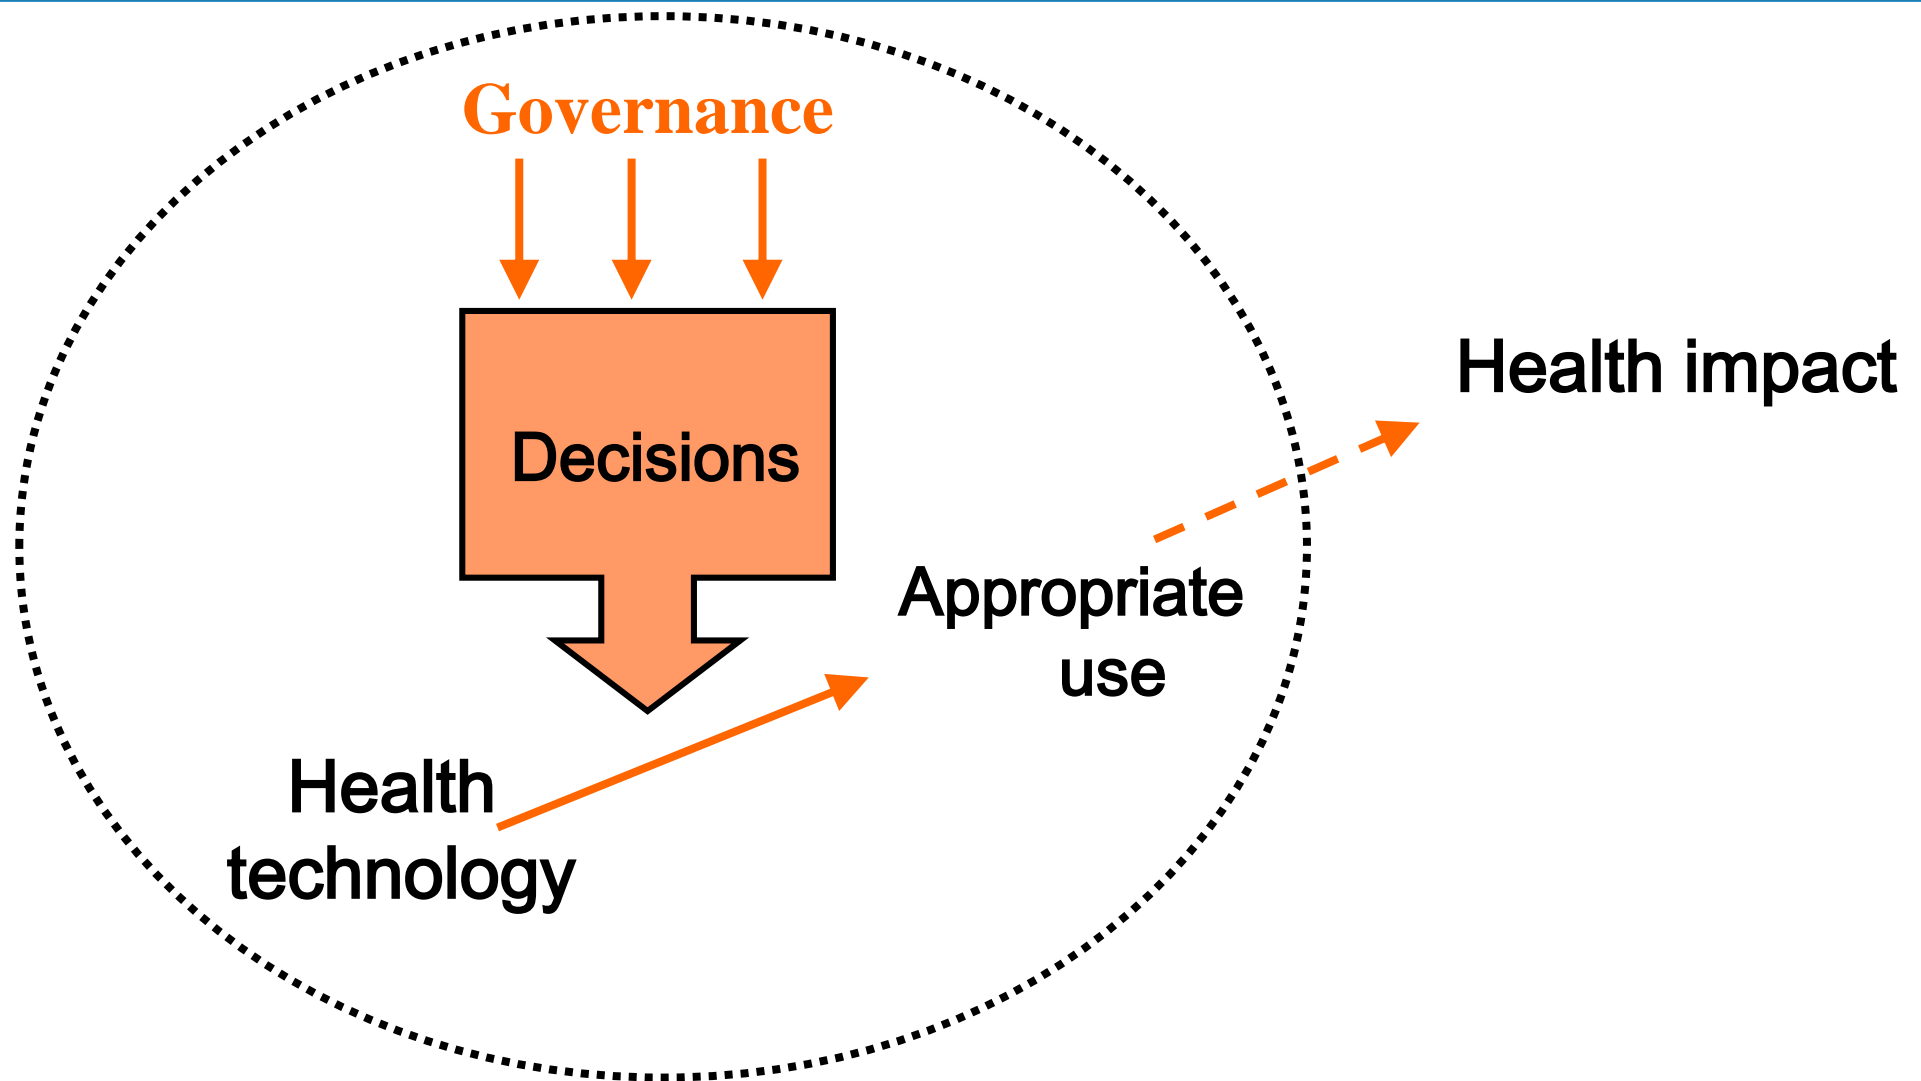 Governance
Decisions
Health impact
Appropriate
use
Health
technology